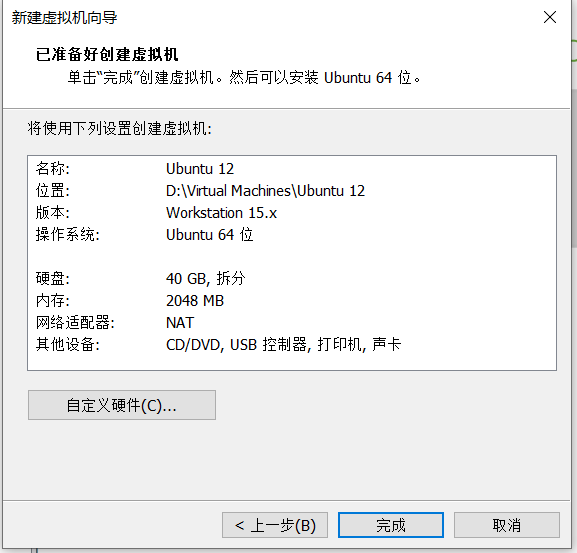 新建虚拟机向导
已准备好创建虚拟机
单击“完成”创建虚拟机。然后可以安装 Ubuntu 64 位。
将使用下列设置创建虚拟机:
名称: Ubuntu 12
位置: D:\Virtual Machines\Ubuntu 12
版本: Workstation 15.x
操作系统: Ubuntu 64 位
硬盘: 40 GB, 拆分
内存: 2048 MB
网络适配器: NAT
其他设备: CD/DVD, USB 控制器, 打印机, 声卡
自定义硬件(C)...
< 上一步(B) 完成 取消